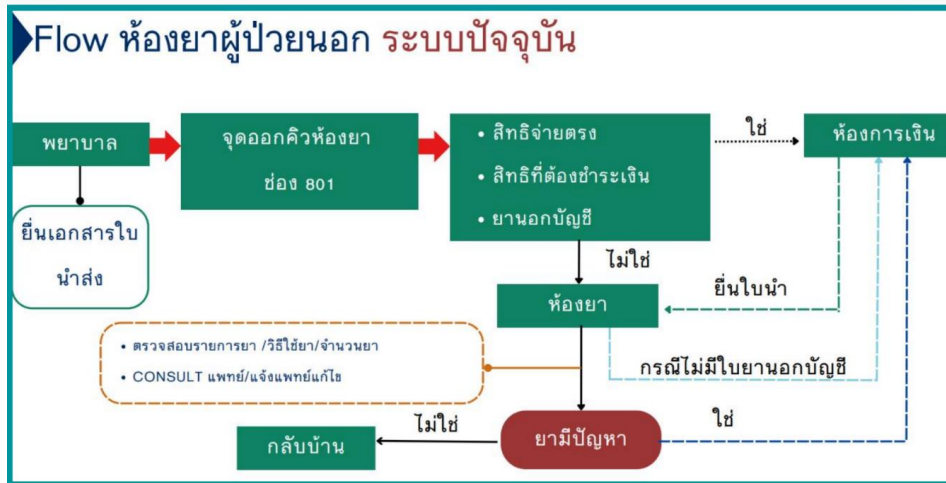 Flow ห้องยาผู้ป่วยนอก ระบบปัจจุบัน
พยาบาล
ยื่นเอกสารใบ
นำส่ง
จุดออกคิวห้องยา
ช่อง 801
• สิทธิจ่ายตรง
• สิทธิที่ต้องชำระเงิน
• ยานอกบัญชี
ใช่
ห้องการเงิน
ไม่ใช่
ยื่นใบนำ
ห้องยา
• ตรวจสอบรายการยา /วิธีใช้ยา/จำนวนยา
• CONSULT แพทย์/แจ้งแพทย์แก้ไข
กรณีไม่มีใบยานอกบัญชี
ยามีปัญหา
ใช่
ไม่ใช่
กลับบ้าน